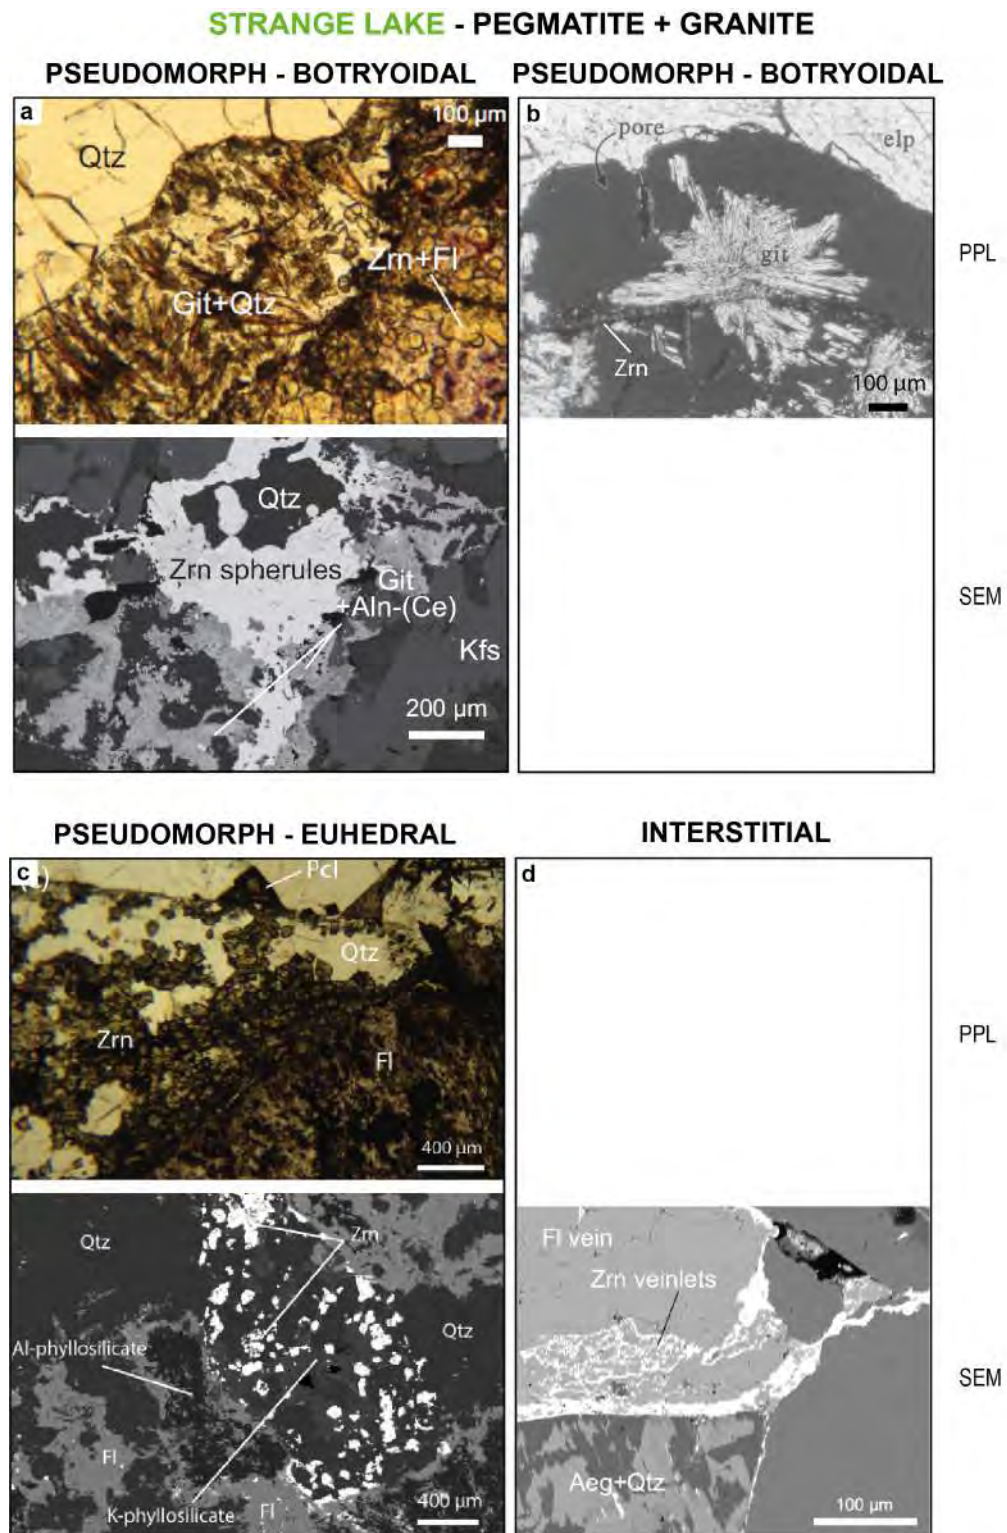 STRANGE LAKE - PEGMATITE + GRANITE
PSEUDOMORPH - BOTRYOIDAL
PSEUDOMORPH - BOTRYOIDAL
a
100 µm
Qtz
Zrn+Fl
Git+Qtz
b
pore
elp
git
Zrn
100 µm
PPL
Qtz
Zrn spherules
Git
+Aln-(Ce)
Kfs
200 µm
SEM
PSEUDOMORPH - EUHEDRAL
INTERSTITIAL
c
Pcl
Qtz
Zrn
Fl
400 µm
d
PPL
Qtz
Zrn
Qtz
Al-phyllosilicate
Fl
K-phyllosilicate
Fl
400 µm
Fl vein
Zrn veinlets
Aeg+Qtz
100 µm
SEM